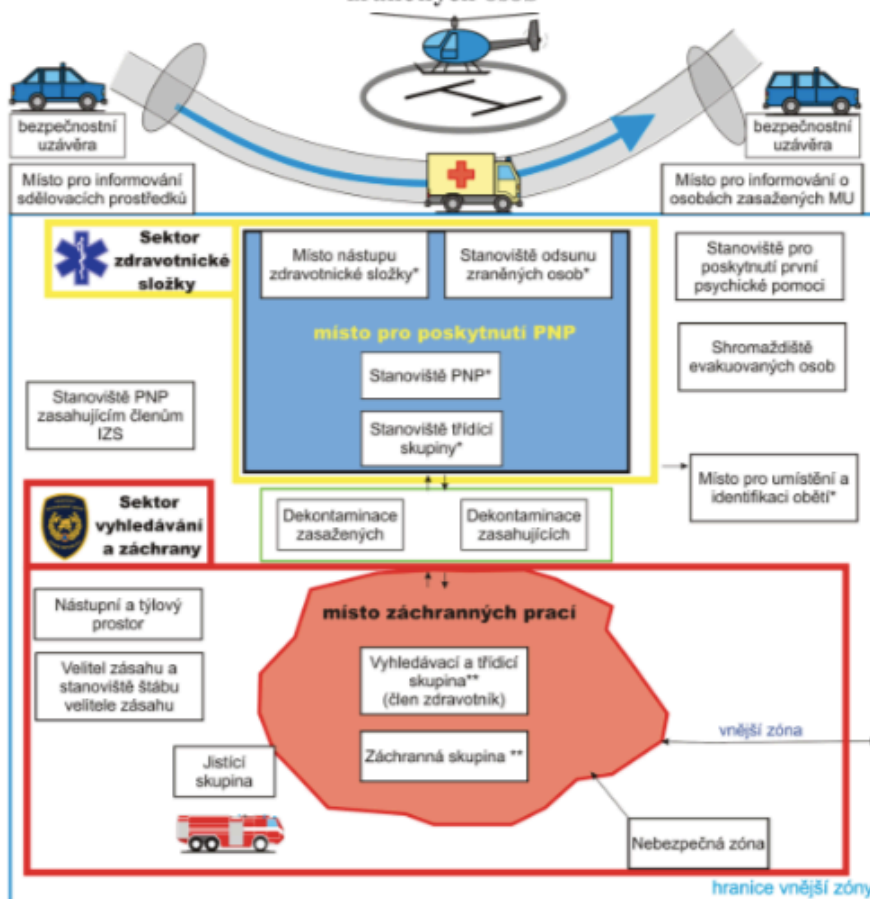 zraněných osob
bezpečnostní
uzávěra
bezpečnostní
uzávěra
Místo pro informování
sdělovacích prostředků
Místo pro informování o
osobách zasažených MU
Sektor
zdravotnické
složky
Místo nástupu
zdravotnické složky*
Stanoviště odsunu
zraněných osob*
Stanoviště pro
poskytnutí první
psychické pomoci
místo pro poskytnutí PNP
Stanoviště PNP*
Shromaždiště
evakuovaných osob
Stanoviště PNP
zasahujícím členům
IZS
Stanoviště třídící
skupiny*
Místo pro umístění a
identifikaci obětí*
Sektor
vyhledávání
a záchrany
Dekontaminace
zasažených
Dekontaminace
zasahujících
Nástupní a týlový
prostor
místo záchranných prací
Velitel zásahu a
stanoviště štábu
velitele zásahu
Vyhledávací a třídicí
skupina**
(člen zdravotník)
vnější zóna
Jistící
skupina
Záchranná skupina **
Nebezpečná zóna
hranice vnější zóny